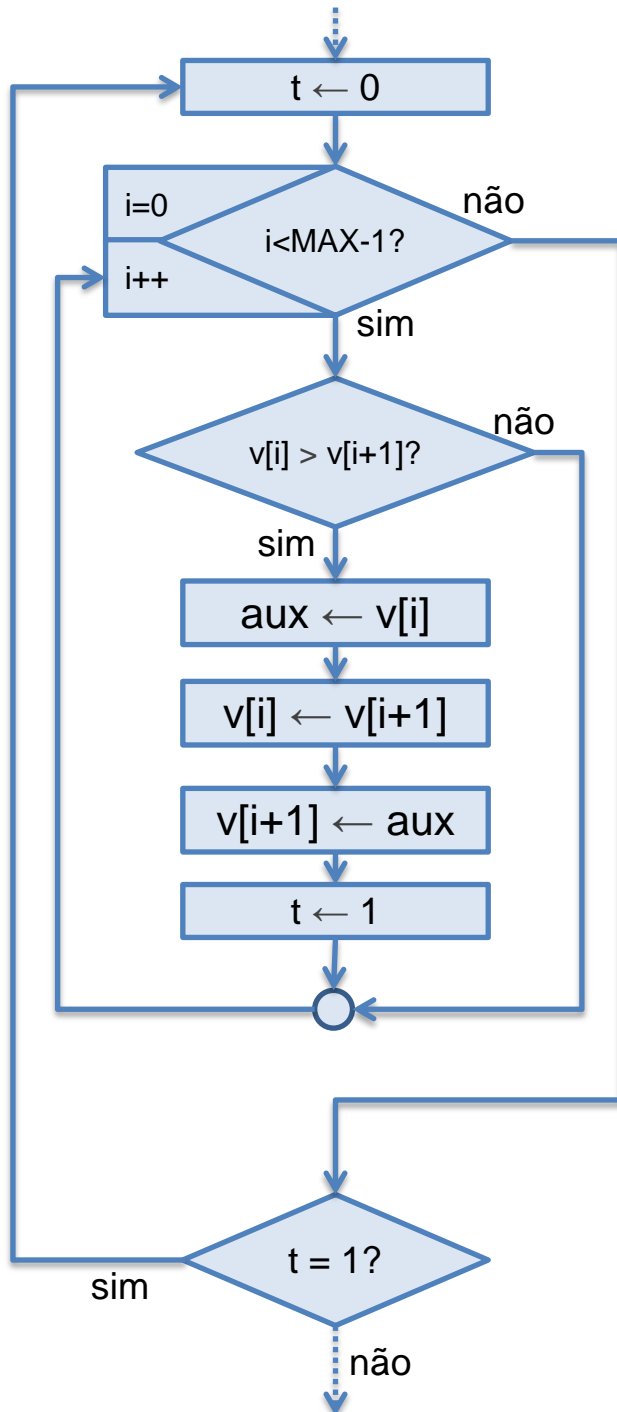 t ← 0
i=0
i<MAX-1?
não
i++
sim
v[i] > v[i+1]?
não
sim
aux ← v[i]
v[i] ← v[i+1]
v[i+1] ← aux
t ← 1
t = 1?
sim
não